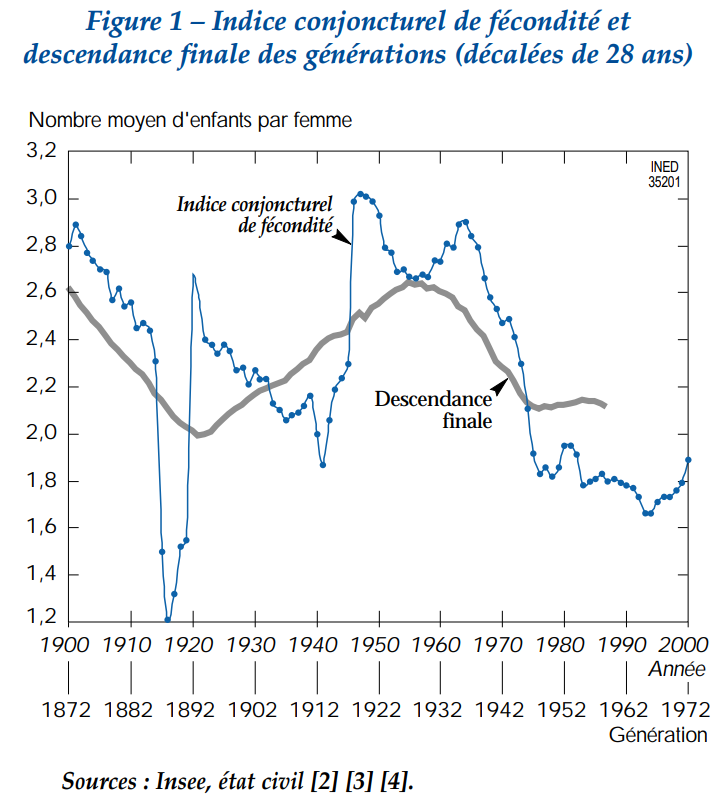 Figure 1 – Indice conjoncturel de fécondité et
descendance finale des générations (décalées de 28 ans)
Nombre moyen d'enfants par femme
3,2
INED
35201
3,0
Indice conjoncturel
de fécondité
2,8
2,6
2,4
2,2
Descendance
finale
2,0
1,8
1,6
1,4
1,2
1900 1910 1920 1930 1940 1950 1960 1970 1980 1990 2000
Année
1872 1882 1892 1902 1912 1922 1932 1942 1952 1962 1972
Génération
Sources : Insee, état civil [2] [3] [4].